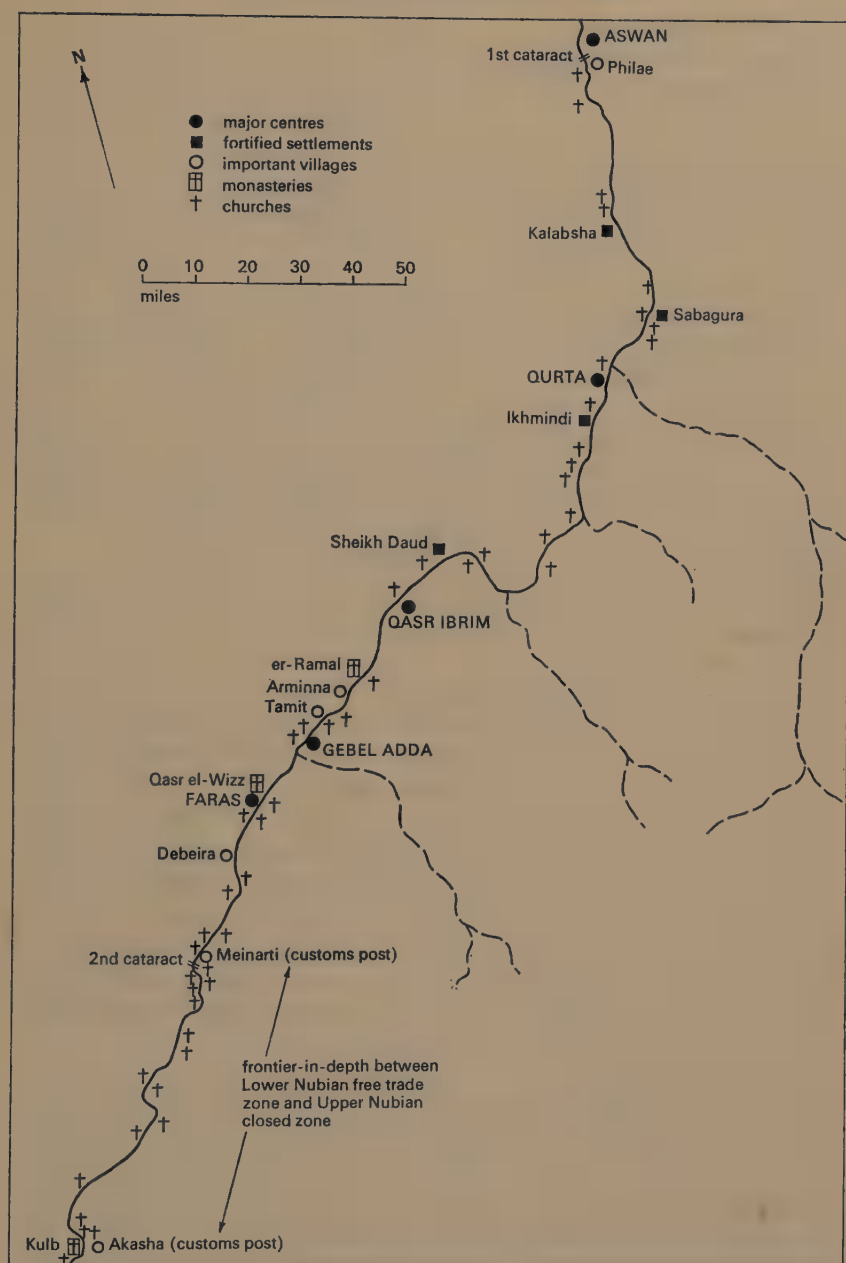 N
ASWAN
1st cataract
Philae
major centres
fortified settlements
important villages
monasteries
churches
Kalabsha
0 10 20 30 40 50
miles
Sabagura
QURTA
Ikhmindi
Sheikh Daud
QASR IBRIM
er-Ramal
Arminna
Tamit
GEBEL ADDA
Qasr el-Wizz
FARAS
Debeira
2nd cataract
Meinarti (customs post)
frontier-in-depth between
Lower Nubian free trade
zone and Upper Nubian
closed zone
Kulb
Akasha (customs post)